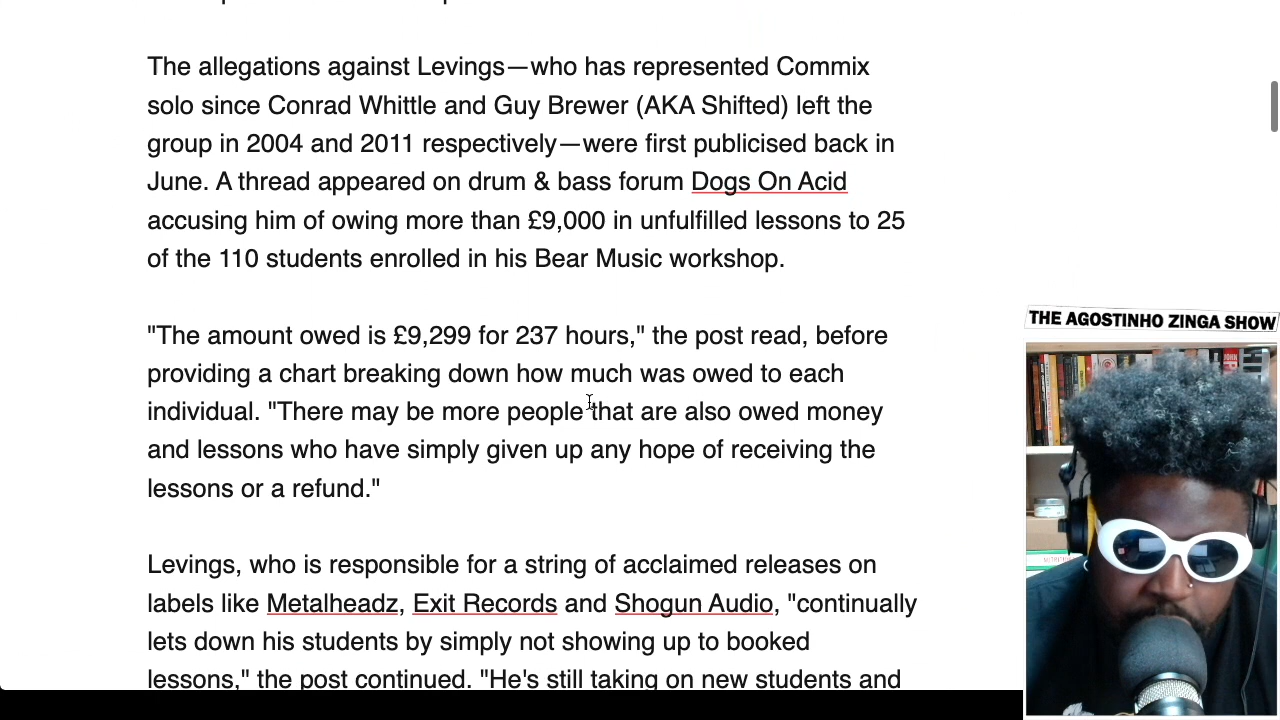 The allegations against Levings—who has represented Commix
solo since Conrad Whittle and Guy Brewer (AKA Shifted) left the
group in 2004 and 2011 respectively—were first publicised back in
June. A thread appeared on drum & bass forum Dogs On Acid
accusing him of owing more than £9,000 in unfulfilled lessons to 25
of the 110 students enrolled in his Bear Music workshop.
"The amount owed is £9,299 for 237 hours," the post read, before
providing a chart breaking down how much was owed to each
individual. "There may be more people that are also owed money
and lessons who have simply given up any hope of receiving the
lessons or a refund."
Levings, who is responsible for a string of acclaimed releases on
labels like Metalheadz, Exit Records and Shogun Audio, "continually
lets down his students by simply not showing up to booked
lessons," the post continued. "He's still taking on new students and
THE AGOSTINHO ZINGA SHOW